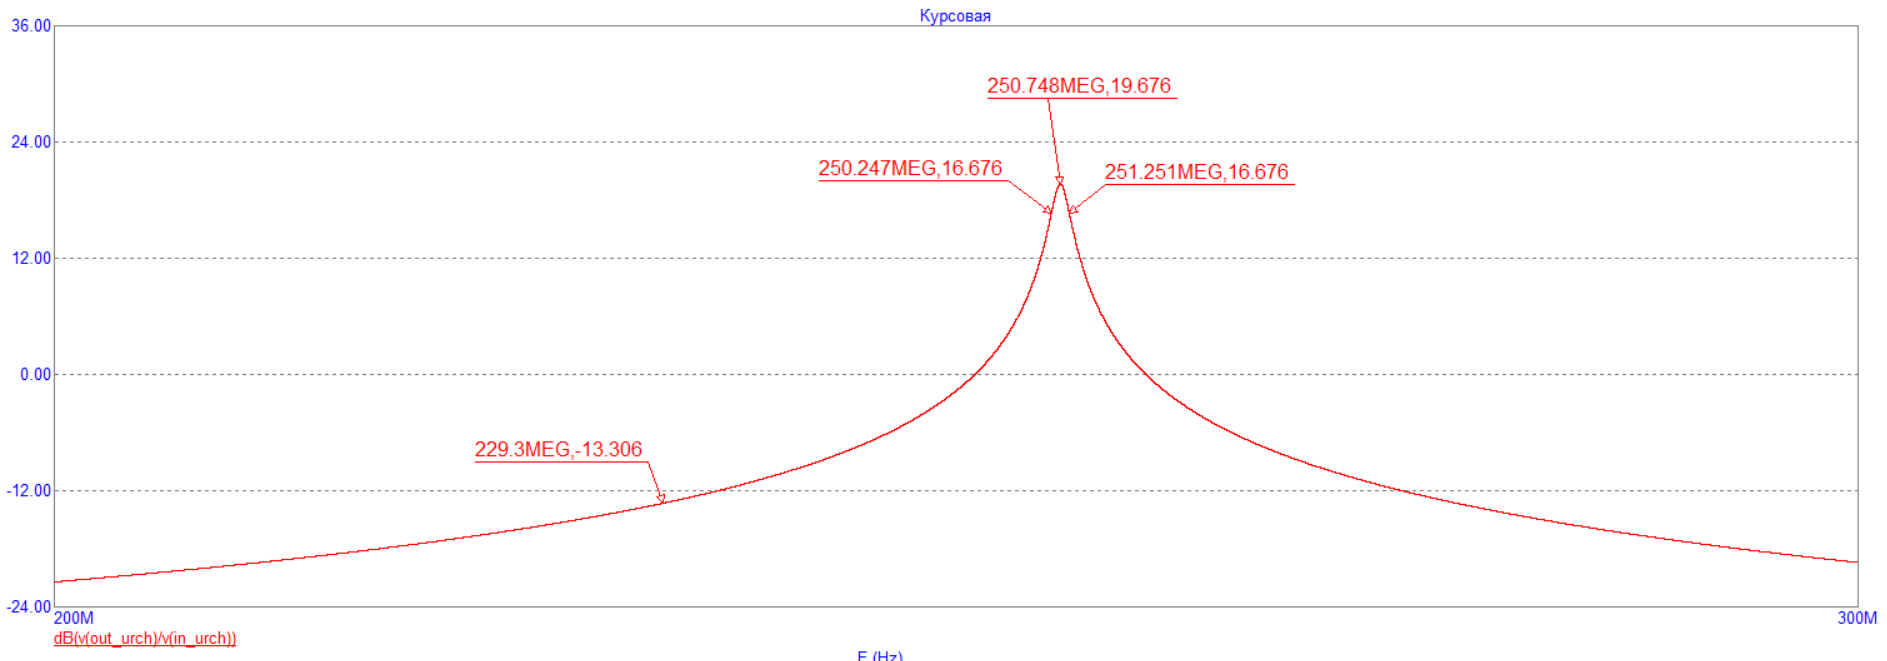 Курсовая
36.00
250.748MEG,19.676
24.00
250.247MEG,16.676
251.251MEG,16.676
12.00
0.00
229.3MEG,-13.306
-12.00
-24.00
200M
300M
dB(v(out_urch)/v(in_urch))
F (Hz)